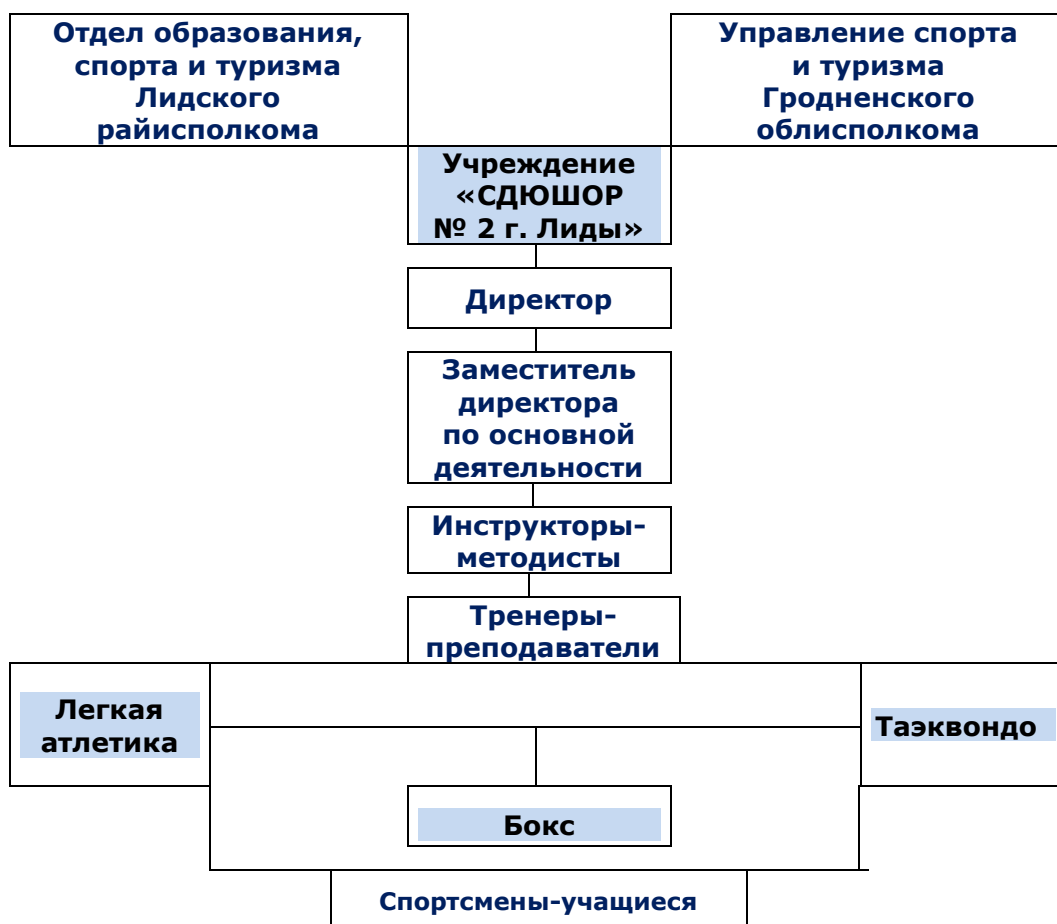 Отдел образования,
спорта и туризма
Лидского
райисполкома
Управление спорта
и туризма
Гродненского
облисполкома
Учреждение
«СДЮШОР
№ 2 г. Лиды»
Директор
Заместитель
директора
по основной
деятельности
Инструкторы-
методисты
Тренеры-
преподаватели
Легкая
атлетика
Таэквондо
Бокс
Спортсмены-учащиеся